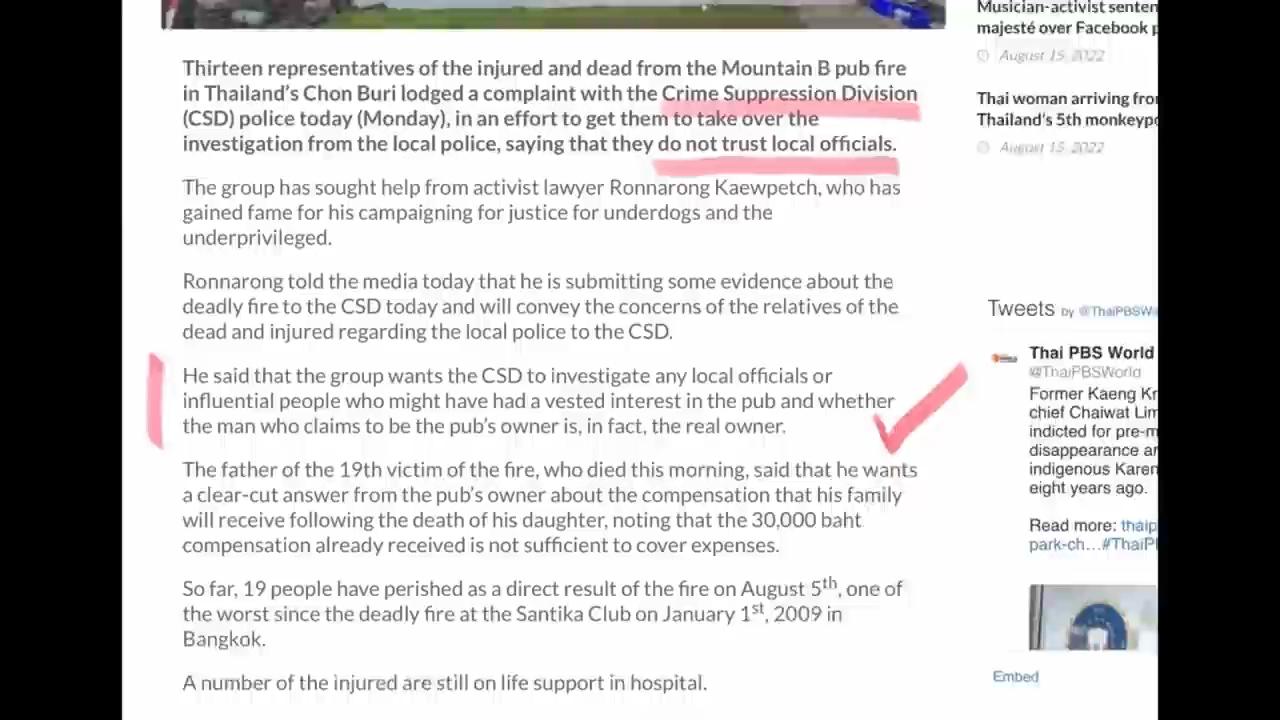 Thirteen representatives of the injured and dead from the Mountain B pub fire
in Thailand's Chon Buri lodged a complaint with the Crime Suppression Division
(CSD) police today (Monday), in an effort to get them to take over the
investigation from the local police, saying that they do not trust local officials.
The group has sought help from activist lawyer Ronnarong Kaewpetch, who has
gained fame for his campaigning for justice for underdogs and the
underprivileged.
Ronnarong told the media today that he is submitting some evidence about the
deadly fire to the CSD today and will convey the concerns of the relatives of the
dead and injured regarding the local police to the CSD.
He said that the group wants the CSD to investigate any local officials or
influential people who might have had a vested interest in the pub and whether
the man who claims to be the pub's owner is, in fact, the real owner.
The father of the 19th victim of the fire, who died this morning, said that he wants
a clear-cut answer from the pub's owner about the compensation that his family
will receive following the death of his daughter, noting that the 30,000 baht
compensation already received is not sufficient to cover expenses.
So far, 19 people have perished as a direct result of the fire on August 5th, one of
the worst since the deadly fire at the Santika Club on January 1st, 2009 in
Bangkok.
A number of the injured are still on life support in hospital.
Musician-activist senten
majesté over Facebook p
August 15, 2022
Thai woman arriving fro
Thailand's 5th monkeypo
August 15, 2022
Tweets by @ThaiPBSWo
Thai PBS World
@ThaiPBSWorld
Former Kaeng Kr
chief Chaiwat Lim
indicted for pre-m
disappearance an
indigenous Karen
eight years ago.
Read more: thaip
park-ch…#ThaiP
Embed